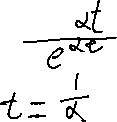 αt / e^{αt}
t = 1/α